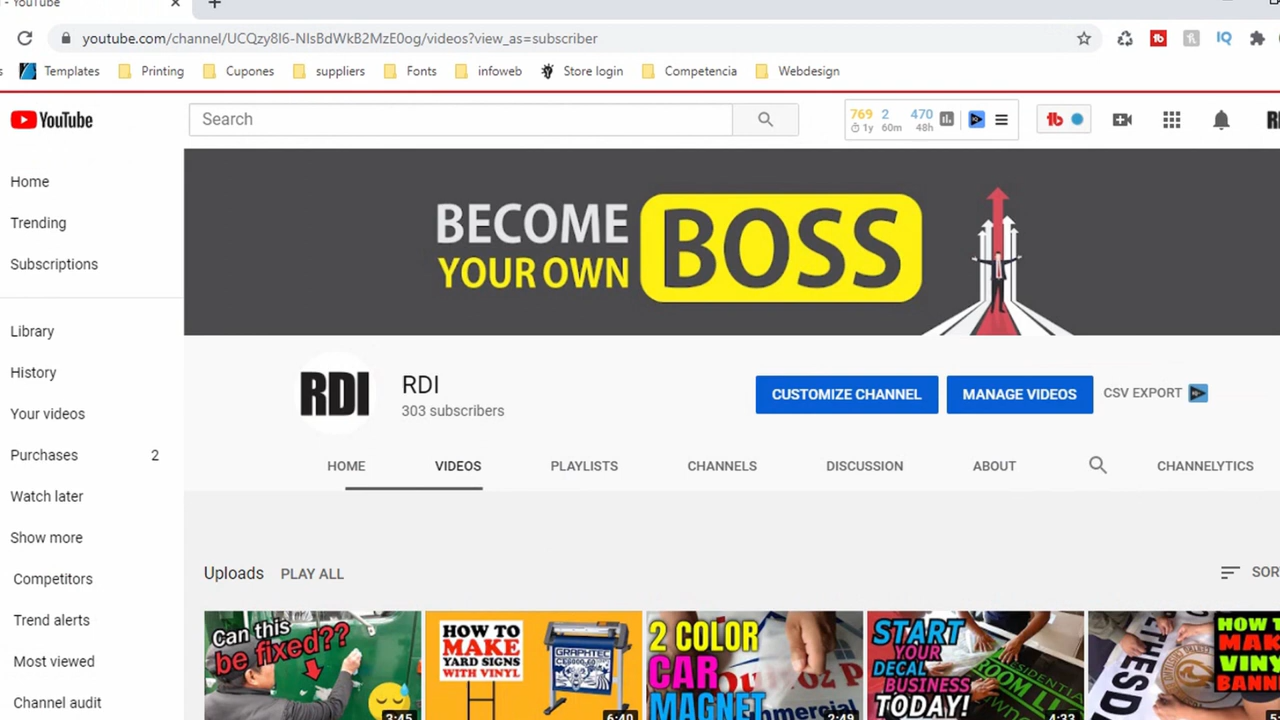 - YouTube
youtube.com/channel/UCQzy8I6-NIsBdWkB2MzE0og/videos?view_as=subscriber
Templates Printing Cupones suppliers Fonts infoweb Store login Competencia Webdesign
YouTube
Search
769 2 470
1y 60m 48h
Home
Trending
Subscriptions
Library
History
Your videos
Purchases 2
Watch later
Show more
Competitors
Trend alerts
Most viewed
Channel audit
BECOME
YOUR OWN
BOSS
RDI
RDI
303 subscribers
CUSTOMIZE CHANNEL
MANAGE VIDEOS
CSV EXPORT
HOME VIDEOS PLAYLISTS CHANNELS DISCUSSION ABOUT CHANNELYTICS
Uploads PLAY ALL
Can this
be fixed??
3:45
HOW TO
MAKE
YARD SIGNS
WITH VINYL
GRAPHTEC
6:40
2 COLOR
CAR
MAGNET
2:49
START
YOUR
DECAL
BUSINESS
TODAY!
4:33
HOW T
MAK
VINY
BANNE